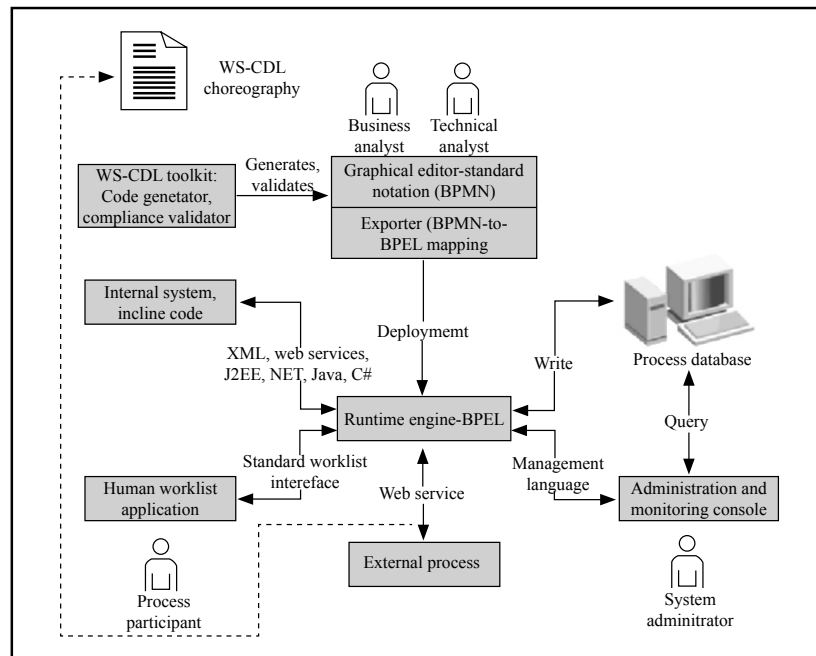 WS-CDL
choreography
Business
analyst
Technical
analyst
WS-CDL toolkit:
Code genetator,
compliance validator
Generates,
validates
Graphical editor-standard
notation (BPMN)
Exporter (BPMN-to-
BPEL mapping
Internal system,
incline code
XML, web services,
J2EE, NET, Java, C#
Deploymemt
Write
Process database
Runtime engine-BPEL
Query
Standard worklist
intereface
Management
language
Human worklist
application
Web service
Administration and
monitoring console
External process
Process
participant
System
adminitrator